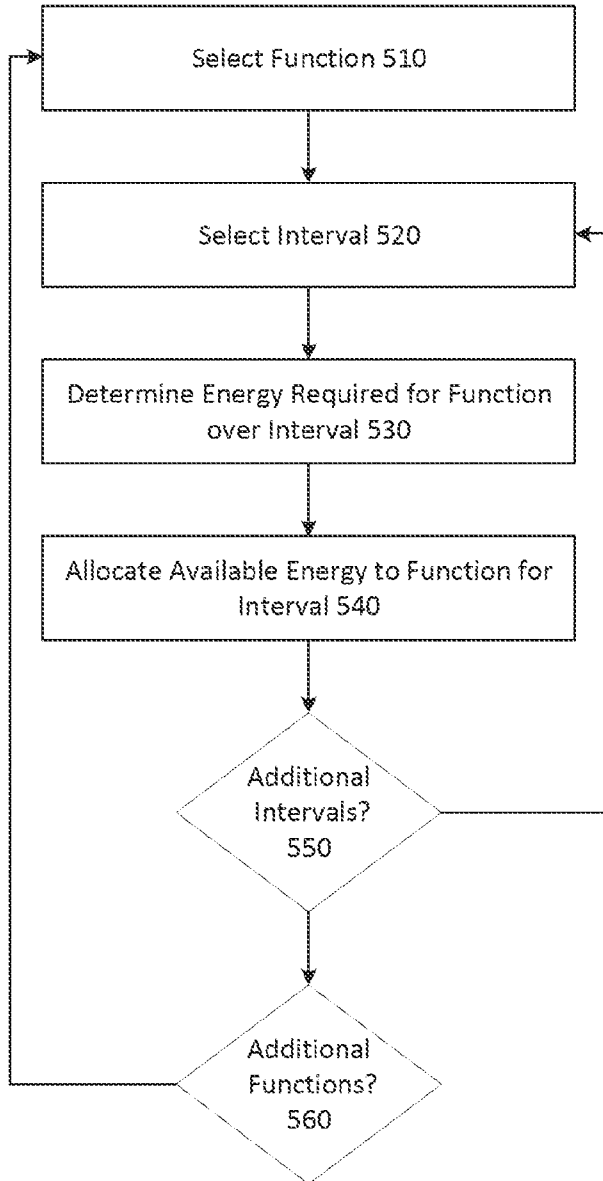 Select Function 510
Select Interval 520
Determine Energy Required for Function
over Interval 530
Allocate Available Energy to Function for
Interval 540
Additional
Intervals?
550
Additional
Functions?
560